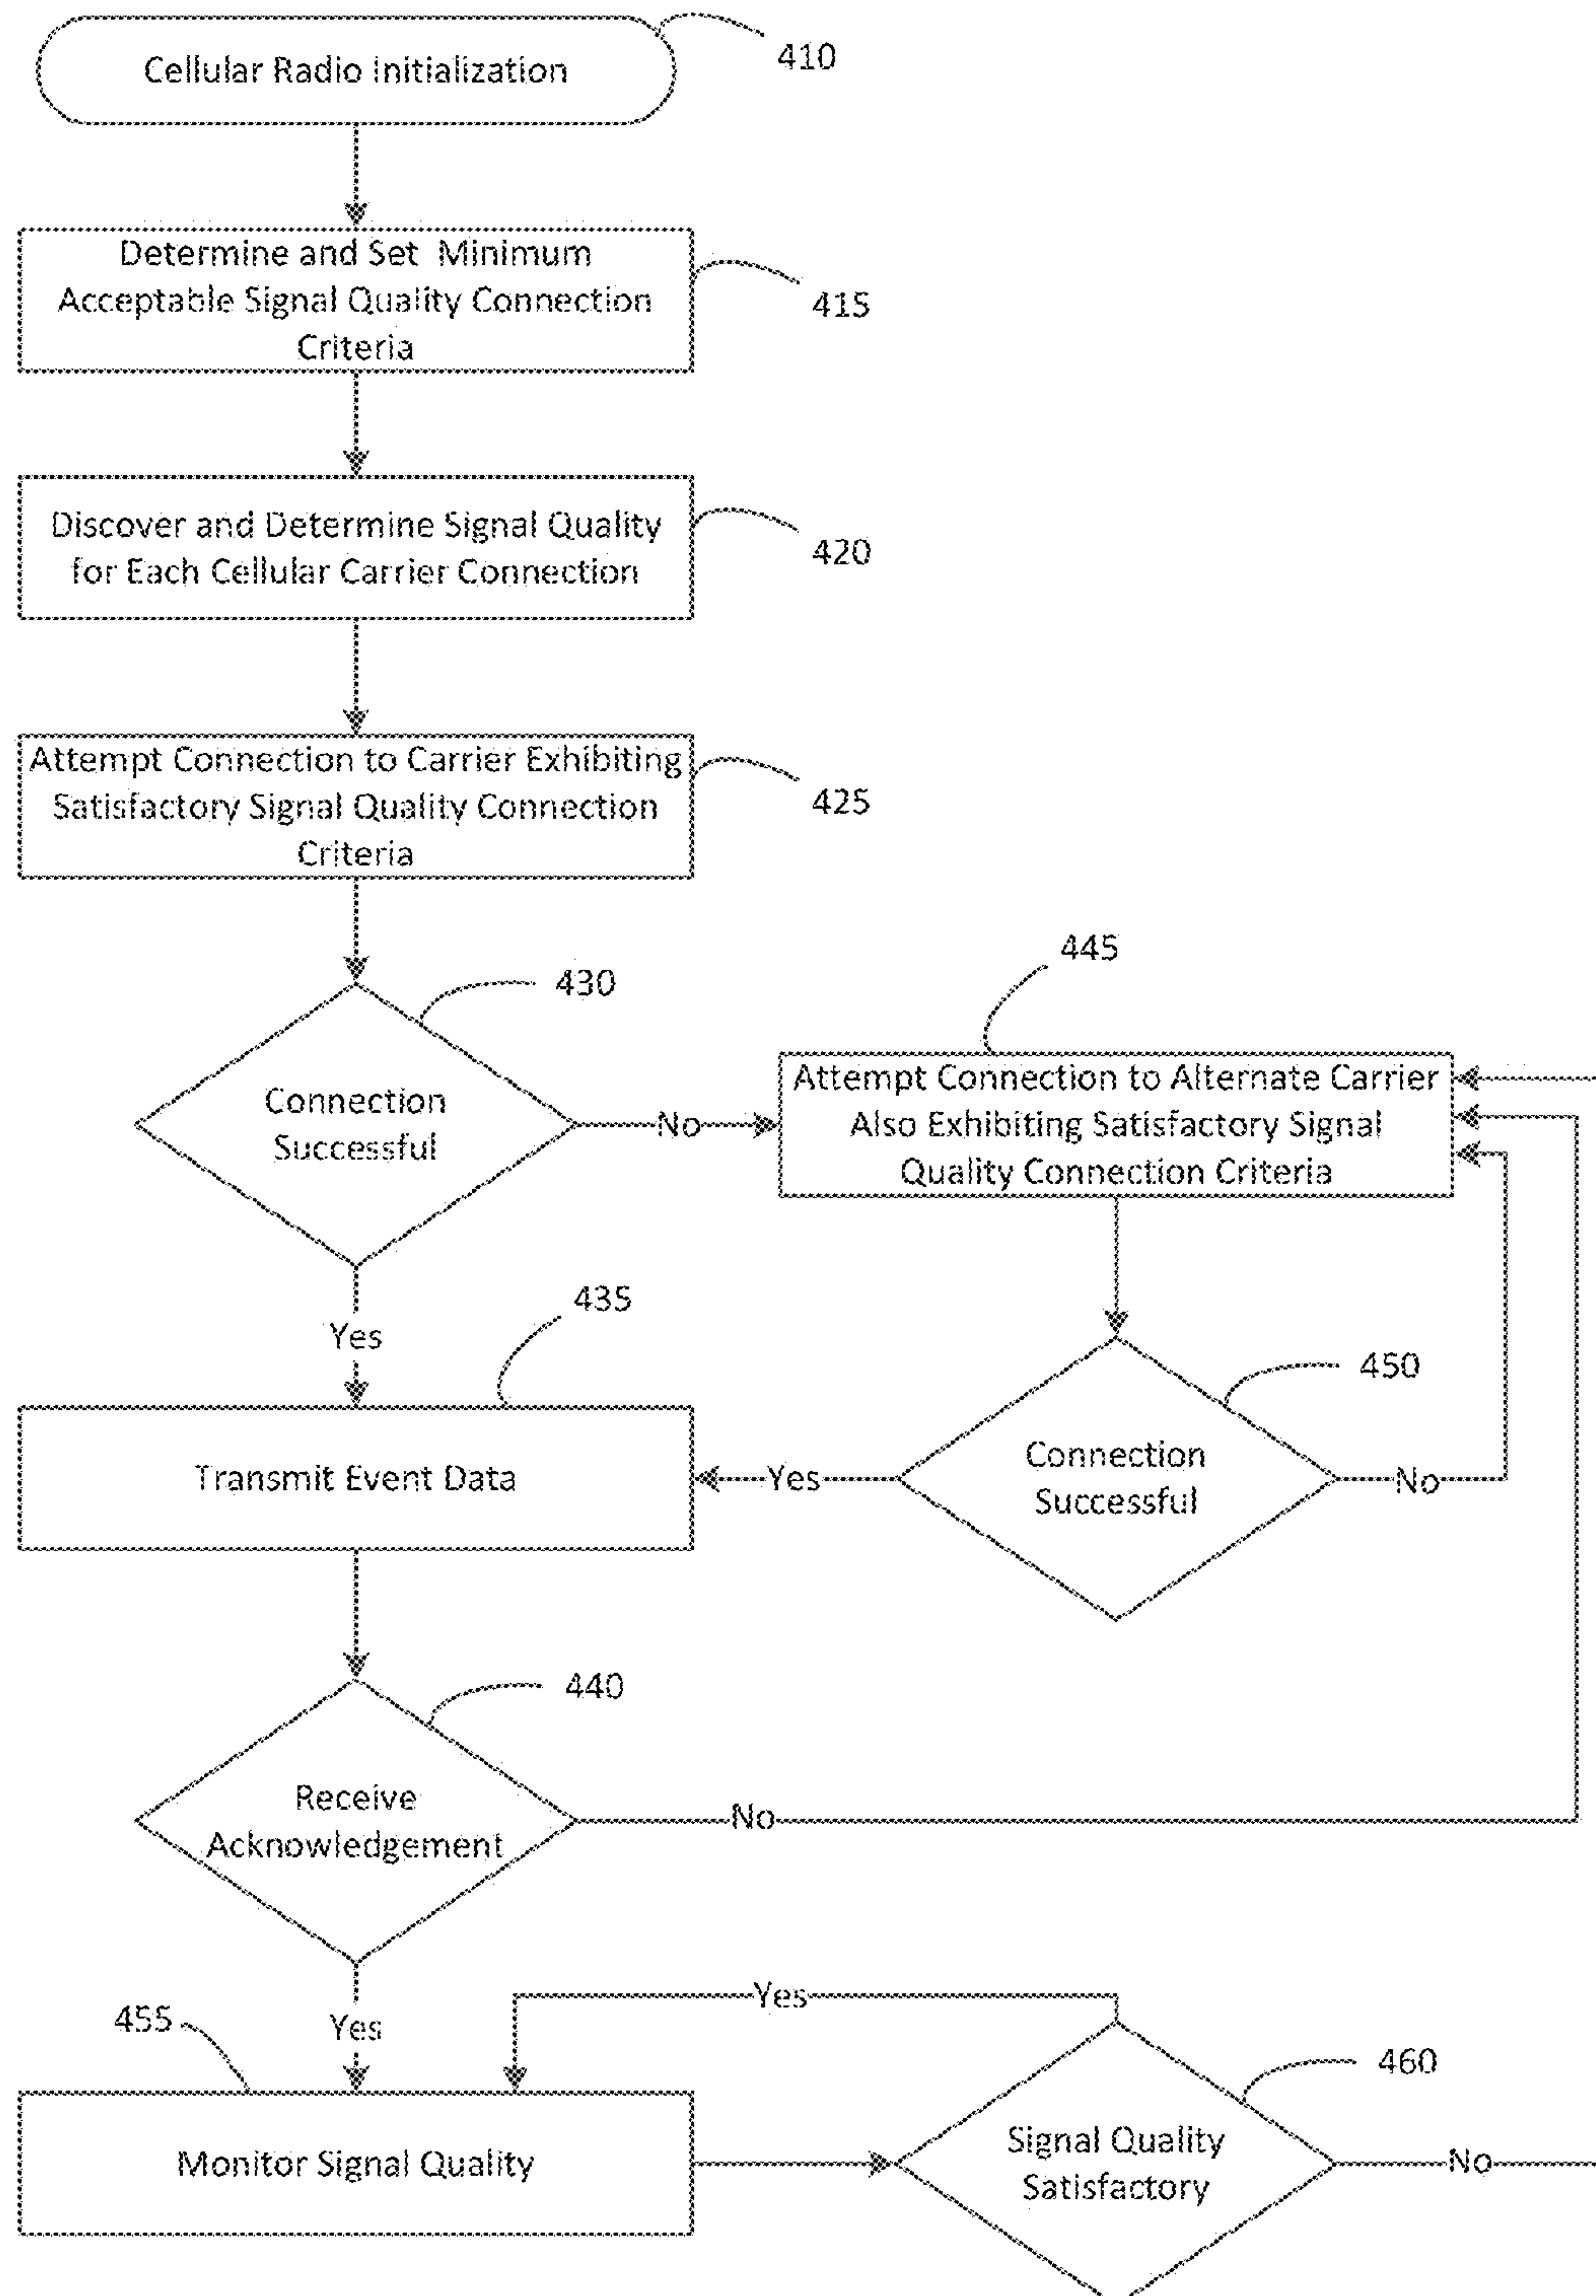 Cellular Radio Initialization
410
Determine and Set Minimum
Acceptable Signal Quality Connection
Criteria
415
Discover and Determine Signal Quality
for Each Cellular Carrier Connection
420
Attempt Connection to Carrier Exhibiting
Satisfactory Signal Quality Connection
Criteria
425
430
Connection
Successful
No
445
Attempt Connection to Alternate Carrier
Also Exhibiting Satisfactory Signal
Quality Connection Criteria
Yes
435
Transmit Event Data
450
Connection
Successful
Yes
No
440
Receive
Acknowledgement
No
Yes
455
Monitor Signal Quality
Yes
460
Signal Quality
Satisfactory
No